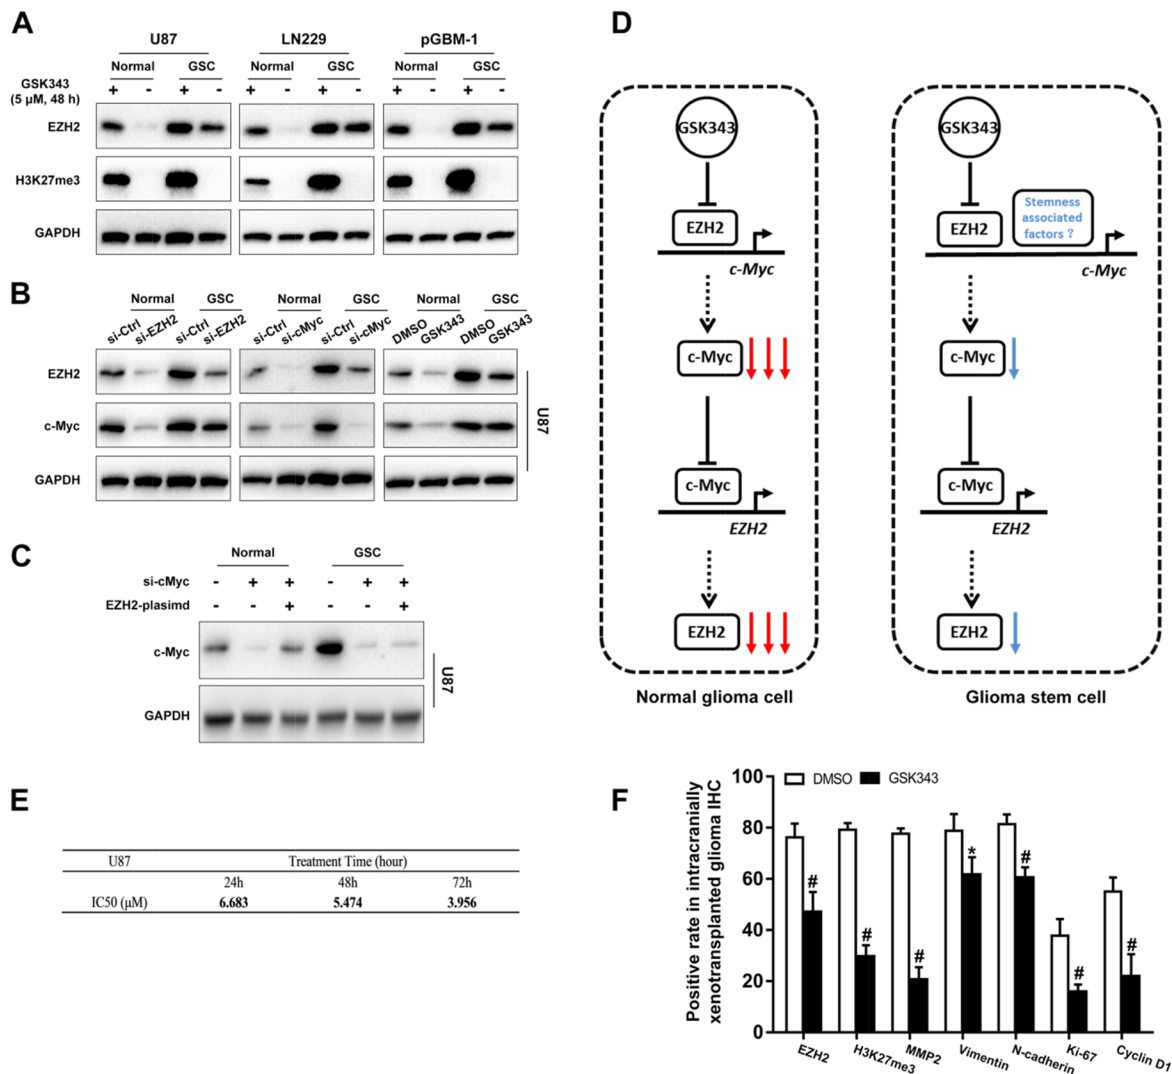 A
U87
LN229
pGBM-1
Normal
GSC
Normal
GSC
Normal
GSC
GSK343
(5 μM, 48 h)
+ - + - + - + - + - + -
EZH2
H3K27me3
GAPDH
B
Normal
GSC
Normal
GSC
Normal
GSC
si-Ctrl
si-EZH2
si-Ctrl
si-EZH2
si-Ctrl
si-cMyc
si-Ctrl
si-cMyc
DMSO
GSK343
DMSO
GSK343
EZH2
c-Myc
GAPDH
U87
C
Normal
GSC
si-cMyc - + + - + +
EZH2-plasimd - - + - - +
c-Myc
GAPDH
U87
D
GSK343
EZH2
c-Myc
c-Myc
c-Myc
EZH2
EZH2
Normal glioma cell
GSK343
EZH2
Stemness
associated
factors ?
c-Myc
c-Myc
c-Myc
EZH2
EZH2
Glioma stem cell
E
U87 Treatment Time (hour)
24h 48h 72h
IC50 (μM) 6.683 5.474 3.956
F
Positive rate in intracranially
xenotransplanted glioma IHC
100
80
60
40
20
0
DMSO GSK343
#
#
#
*
#
#
#
EZH2
H3K27me3
MMP2
Vimentin
N-cadherin
Ki-67
Cyclin D1